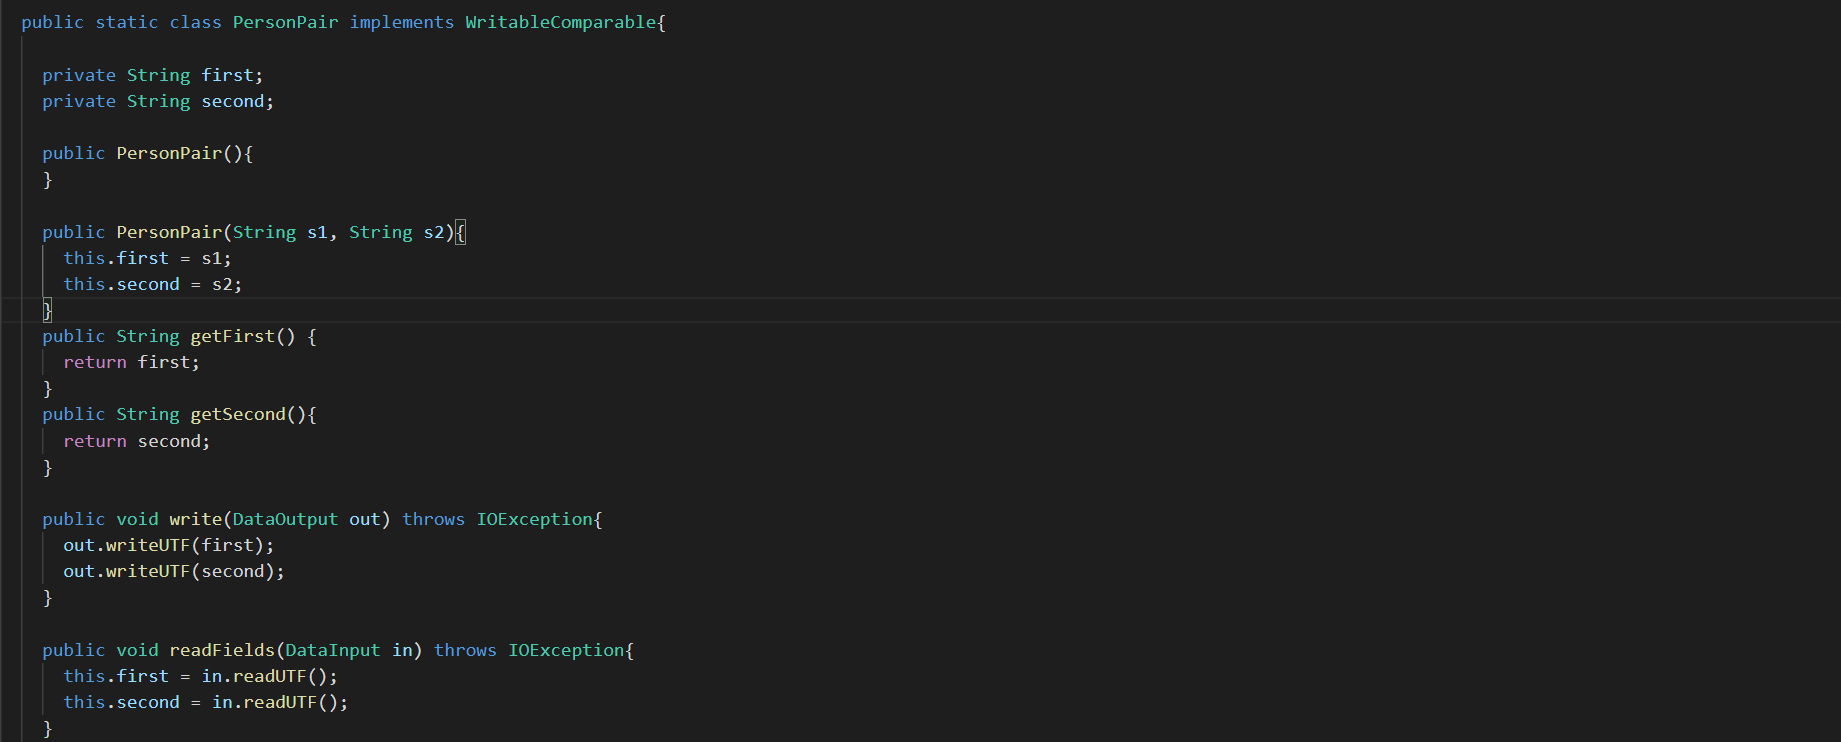 public static class PersonPair implements WritableComparable{
private String first;
private String second;
public PersonPair(){
}
public PersonPair(String s1, String s2){
this.first = s1;
this.second = s2;
}
public String getFirst() {
return first;
}
public String getSecond(){
return second;
}
public void write(DataOutput out) throws IOException{
out.writeUTF(first);
out.writeUTF(second);
}
public void readFields(DataInput in) throws IOException{
this.first = in.readUTF();
this.second = in.readUTF();
}